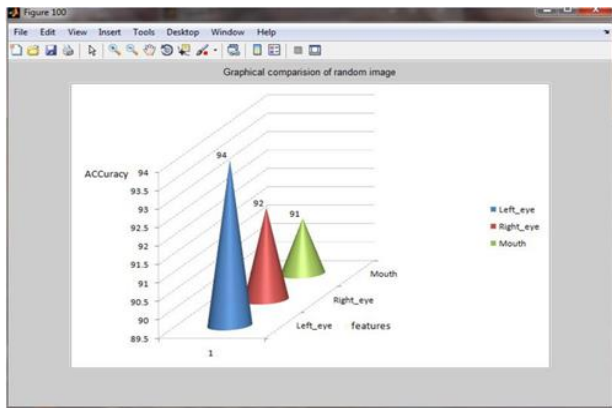 Figure 100
File Edit View Insert Tools Desktop Window Help
Graphical comparision of random image
ACCuracy
94
93.5
93
92.5
92
91.5
91
90.5
90
89.5
94
92
91
1
Left_eye
Right_eye
Mouth
features
Left_eye
Right_eye
Mouth